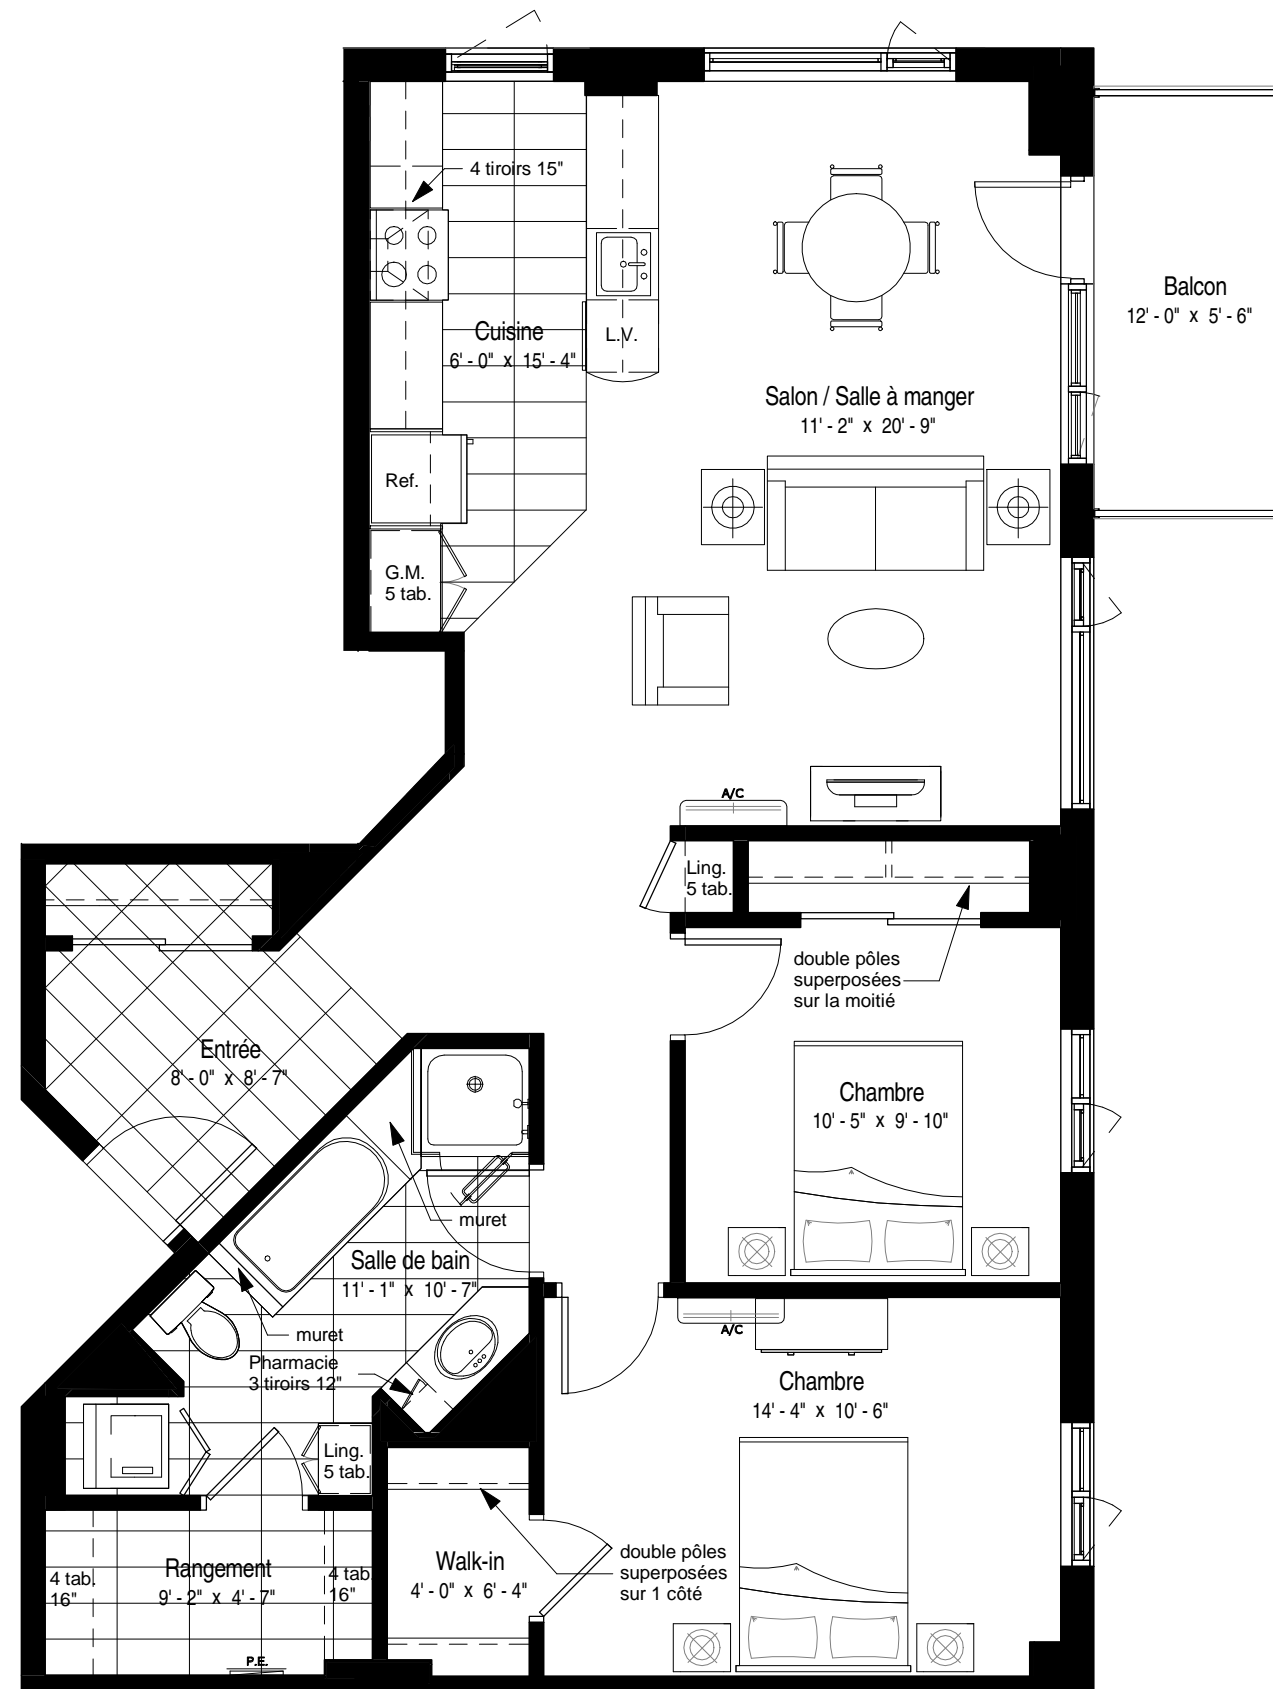 4 tiroirs 15"
Cuisine
6' - 0" x 15' - 4"
L.V.
Ref.
G.M.
5 tab.
Salon / Salle à manger
11' - 2" x 20' - 9"
Balcon
12' - 0" x 5' - 6"
A/C
Ling.
5 tab.
double pôles
superposées
sur la moitié
Entrée
8' - 0" x 8' - 7"
Chambre
10' - 5" x 9' - 10"
muret
Salle de bain
11' - 1" x 10' - 7"
muret
Pharmacie
3 tiroirs 12"
A/C
Chambre
14' - 4" x 10' - 6"
Ling.
5 tab.
Rangement
9' - 2" x 4' - 7"
4 tab.
16"
4 tab.
16"
Walk-in
4' - 0" x 6' - 4"
double pôles
superposées
sur 1 côté
P.E.